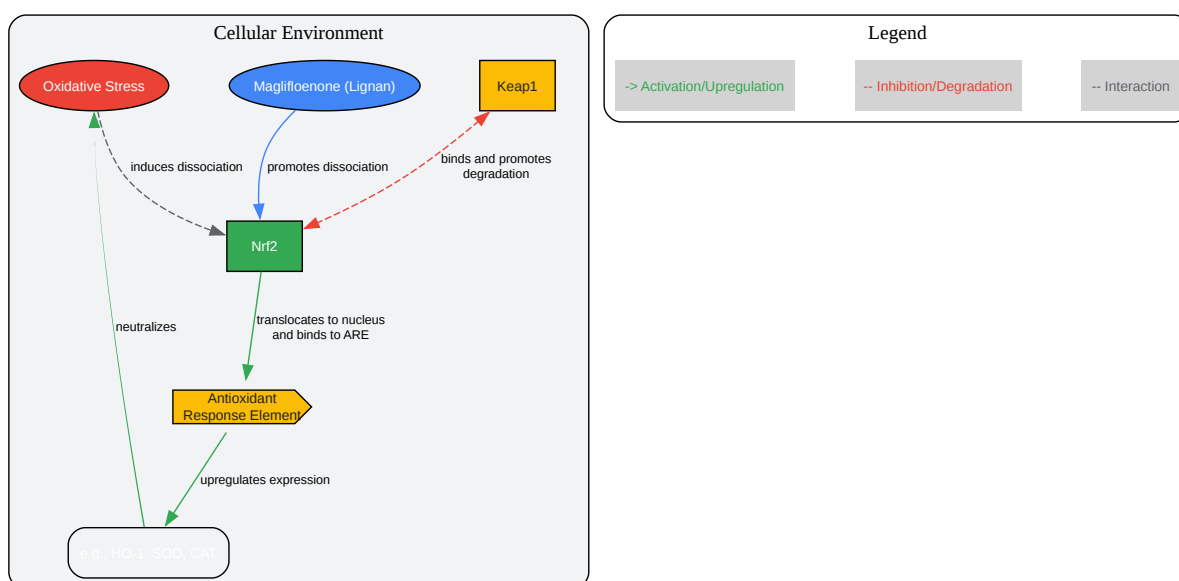 Cellular Environment
Legend
Oxidative Stress
Maglifloenone (Lignan)
Keap1
-> Activation/Upregulation
-- Inhibition/Degradation
-- Interaction
induces dissociation
promotes dissociation
binds and promotes
degradation
Nrf2
neutralizes
translocates to nucleus
and binds to ARE
Antioxidant
Response Element
upregulates expression
e.g., HO-1, SOD, CAT